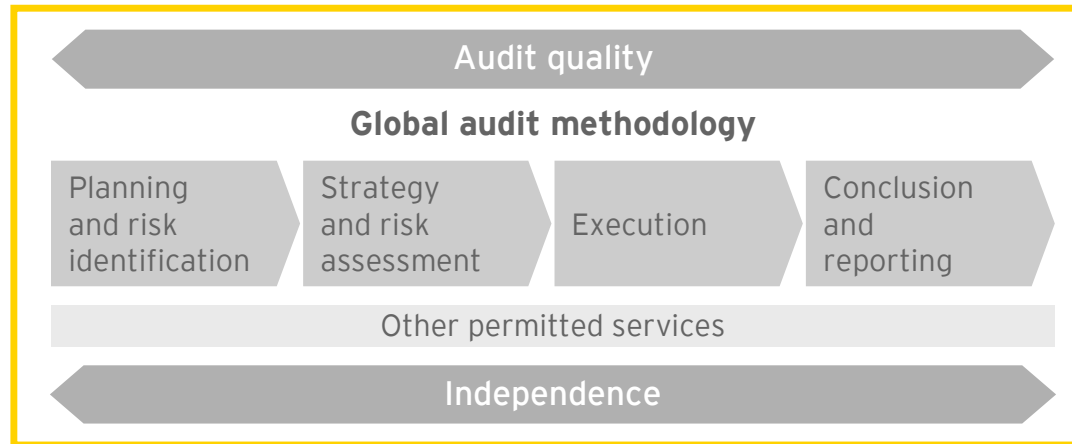 Audit quality
Global audit methodology
Planning
and risk
identification
Strategy
and risk
assessment
Execution
Conclusion
and
reporting
Other permitted services
Independence